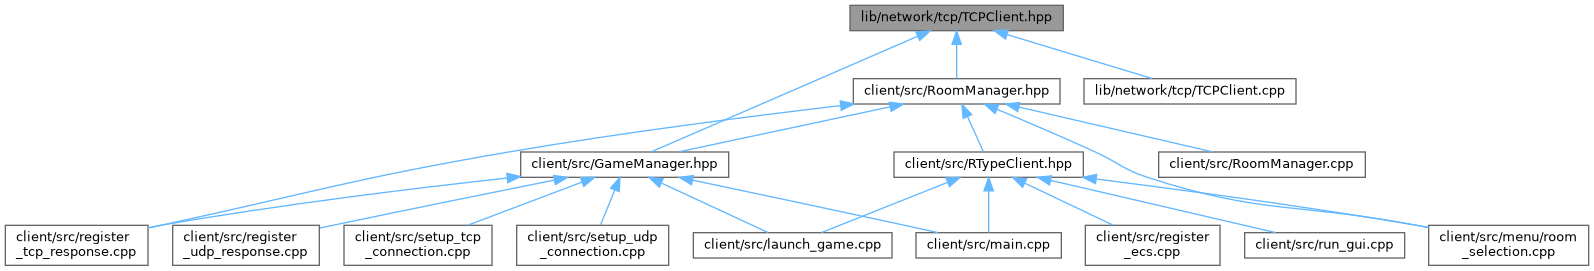 lib/network/tcp/TCPClient.hpp
client/src/RoomManager.hpp
lib/network/tcp/TCPClient.cpp
client/src/GameManager.hpp
client/src/RTypeClient.hpp
client/src/RoomManager.cpp
client/src/register
_tcp_response.cpp
client/src/register
_udp_response.cpp
client/src/setup_tcp
_connection.cpp
client/src/setup_udp
_connection.cpp
client/src/launch_game.cpp
client/src/main.cpp
client/src/register
_ecs.cpp
client/src/run_gui.cpp
client/src/menu/room
_selection.cpp